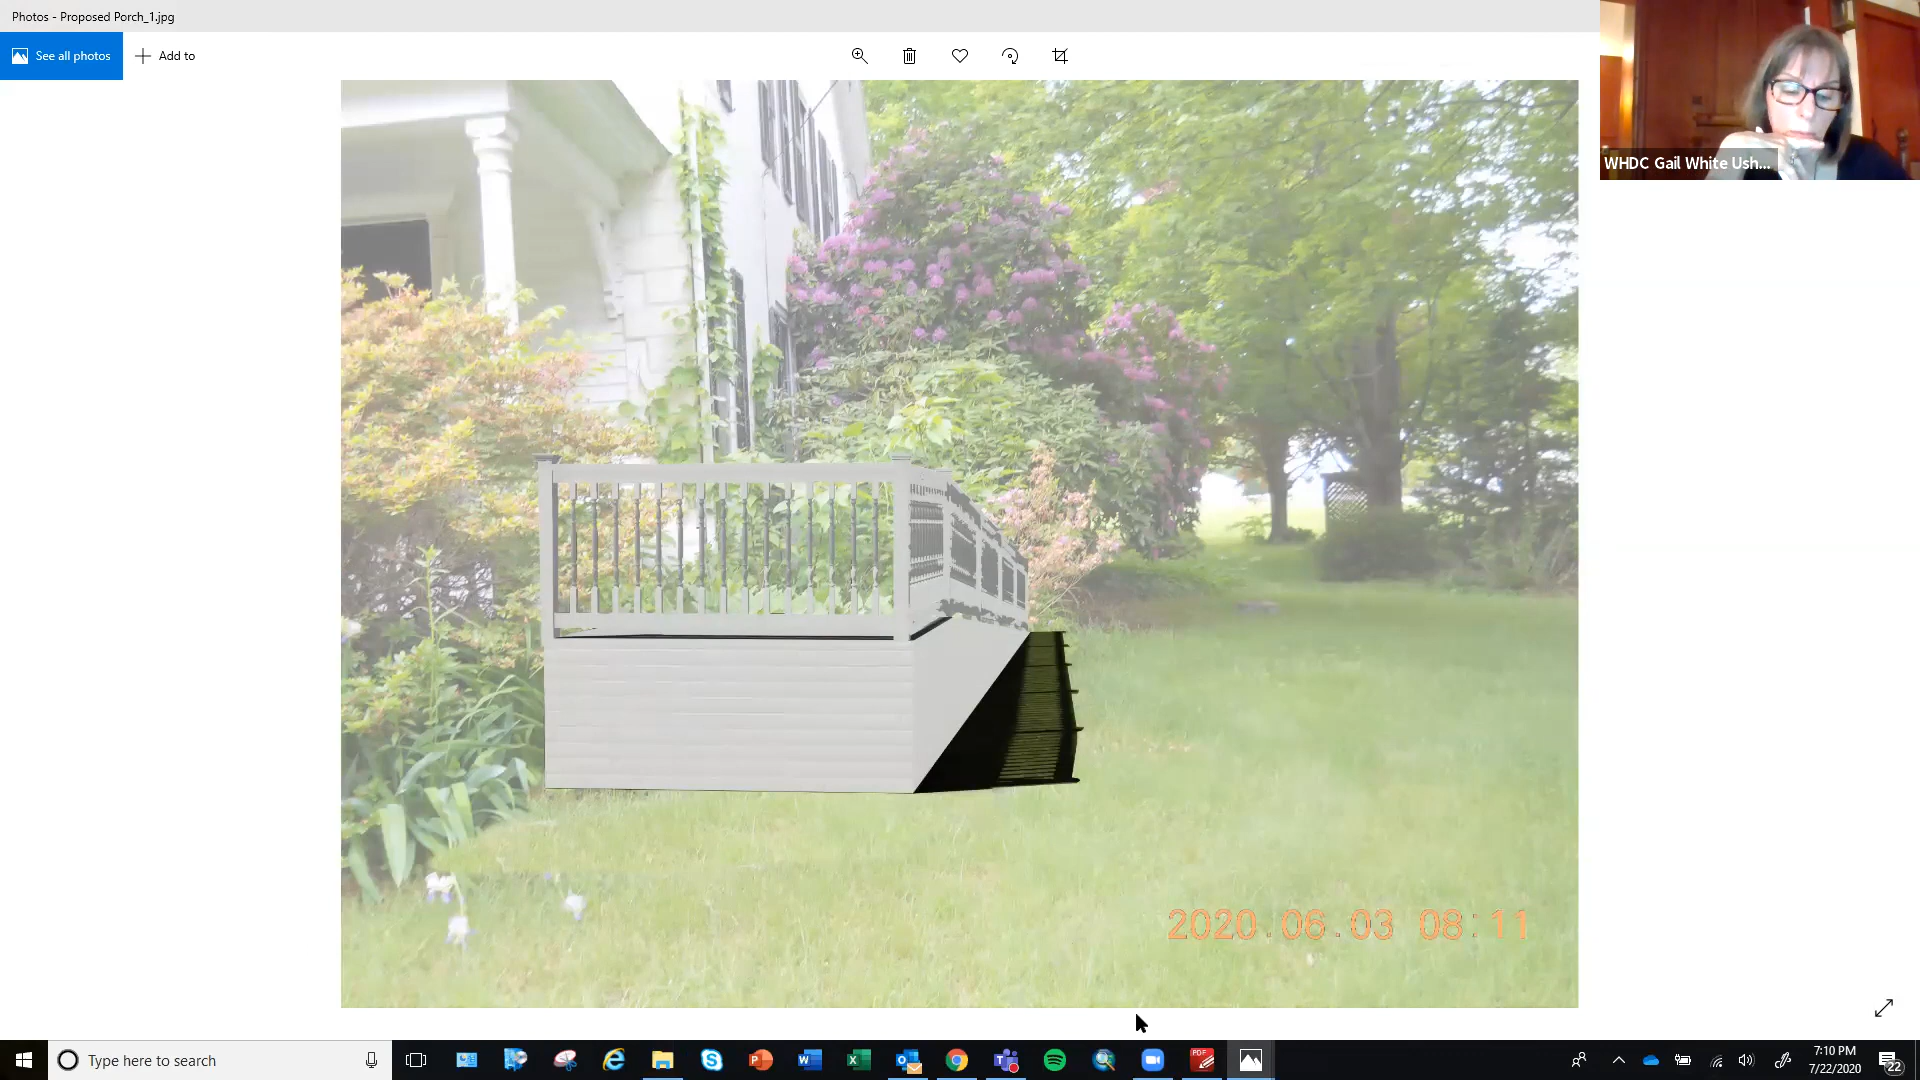 Photos - Proposed Porch_1.jpg
See all photos
Add to
WHDC Gail White Ush...
2020.06.03 08:11
Type here to search
PDF
7:10 PM
7/22/2020
22